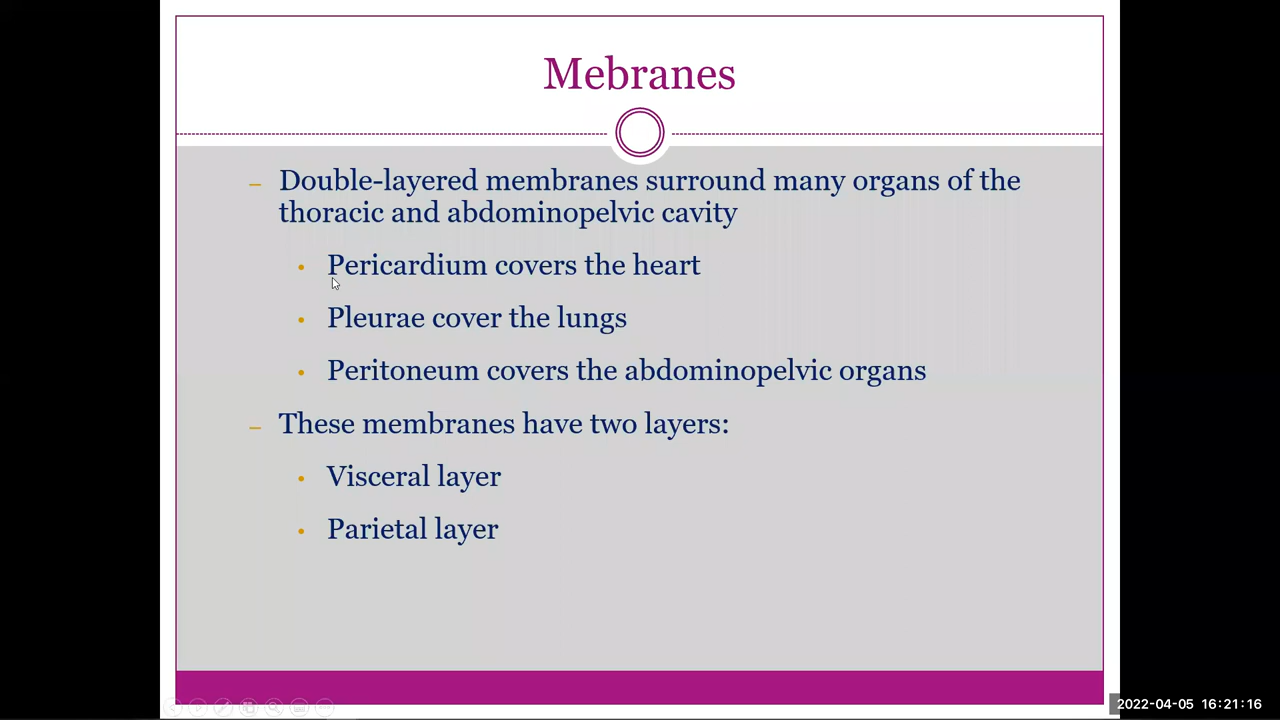 Mebranes
– Double-layered membranes surround many organs of the
thoracic and abdominopelvic cavity
• Pericardium covers the heart
• Pleurae cover the lungs
• Peritoneum covers the abdominopelvic organs
– These membranes have two layers:
• Visceral layer
• Parietal layer
2022-04-05 16:21:16